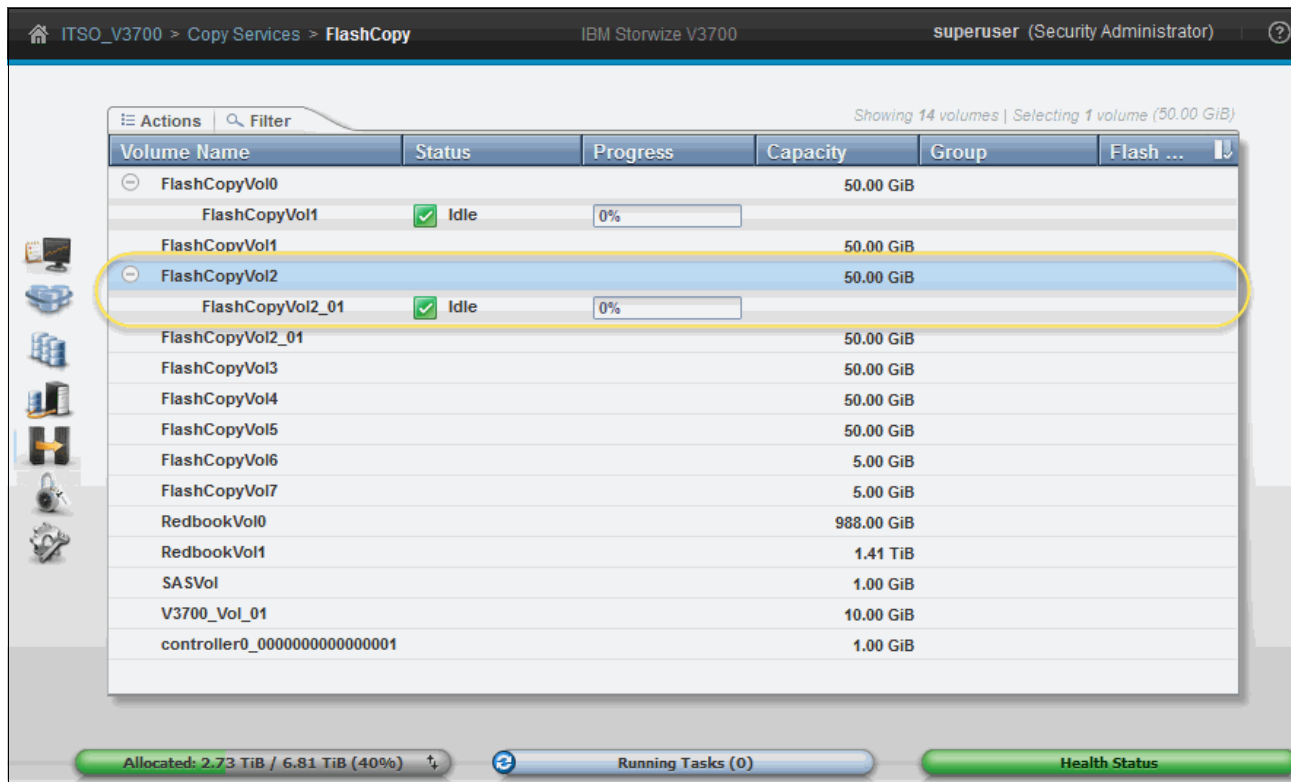 ITSO_V3700 > Copy Services > FlashCopy IBM Storwize V3700 superuser (Security Administrator) ?
Actions Filter Showing 14 volumes | Selecting 1 volume (50.00 GiB)
Volume Name Status Progress Capacity Group Flash ...
FlashCopyVol0 50.00 GiB
FlashCopyVol1 Idle 0%
FlashCopyVol1 50.00 GiB
FlashCopyVol2 50.00 GiB
FlashCopyVol2_01 Idle 0%
FlashCopyVol2_01 50.00 GiB
FlashCopyVol3 50.00 GiB
FlashCopyVol4 50.00 GiB
FlashCopyVol5 50.00 GiB
FlashCopyVol6 5.00 GiB
FlashCopyVol7 5.00 GiB
RedbookVol0 988.00 GiB
RedbookVol1 1.41 TiB
SASVol 1.00 GiB
V3700_Vol_01 10.00 GiB
controller0_0000000000000001 1.00 GiB
Allocated: 2.73 TiB / 6.81 TiB (40%) Running Tasks (0) Health Status